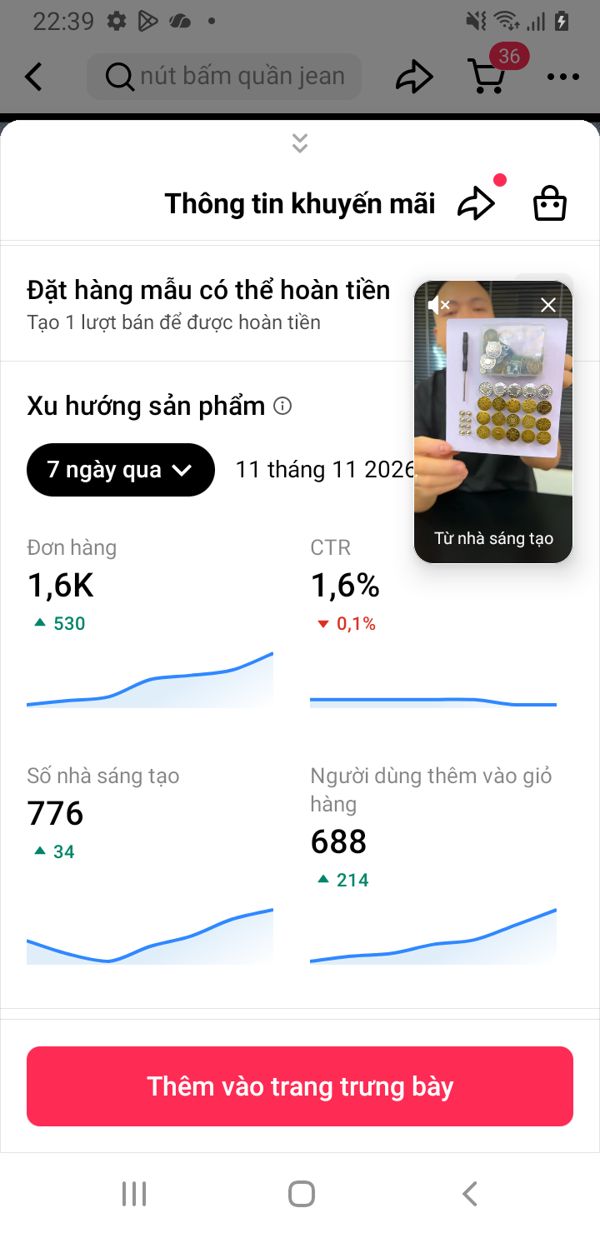 22:39
nút bấm quần jean
36
Thông tin khuyến mãi
Đặt hàng mẫu có thể hoàn tiền
Tạo 1 lượt bán để được hoàn tiền
Xu hướng sản phẩm
7 ngày qua
11 tháng 11 2026
Từ nhà sáng tạo
Đơn hàng
1,6K
530
CTR
1,6%
0,1%
Số nhà sáng tạo
776
34
Người dùng thêm vào giỏ
hàng
688
214
Thêm vào trang trưng bày